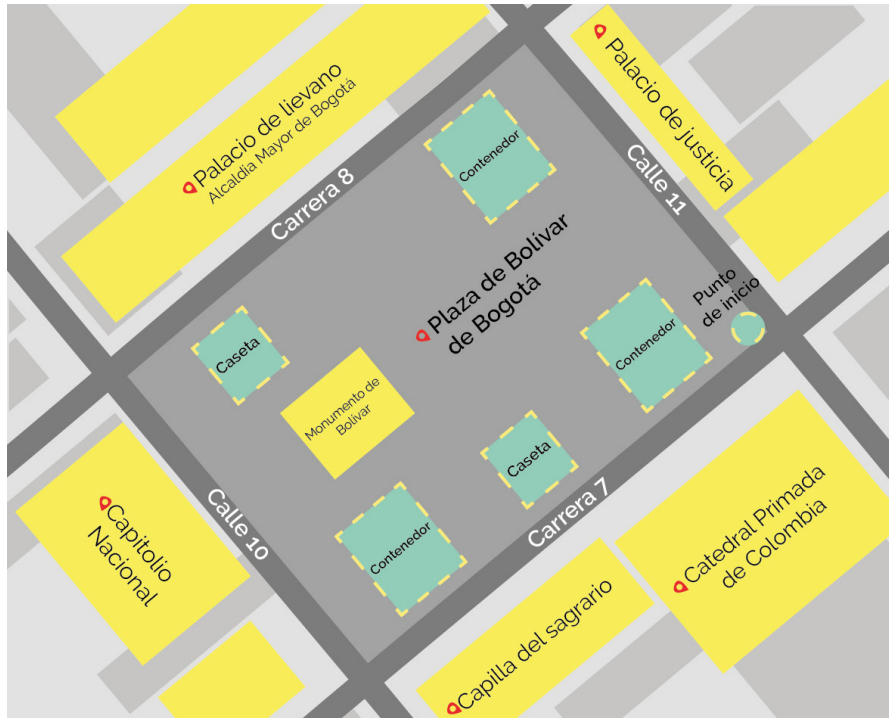 Palacio de lievano
Alcaldia Mayor de Bogotá
Palacio de justicia
Carrera 8
Contenedor
Calle 11
Plaza de Bolívar
de Bogotá
Punto
de inicio
Caseta
Contenedor
Monumento de
Bolívar
Caseta
Contenedor
Carrera 7
Calle 10
Capitolio
Nacional
Catedral Primada
de Colombia
Capilla del sagrario